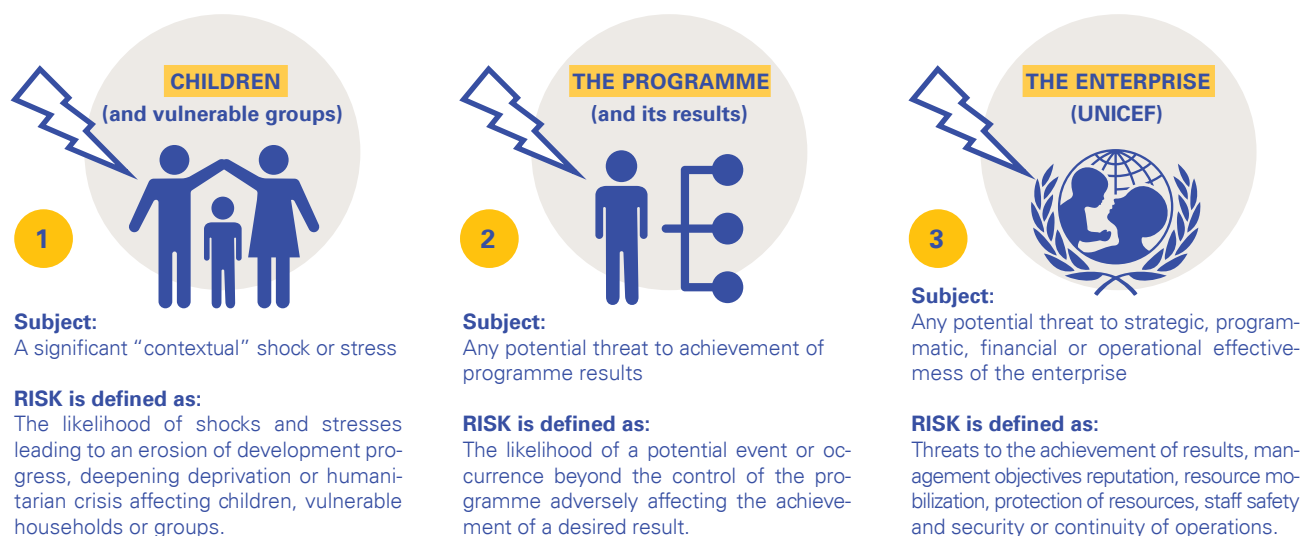 CHILDREN
(and vulnerable groups)
1
Subject:
A significant “contextual” shock or stress
RISK is defined as:
The likelihood of shocks and stresses
leading to an erosion of development pro-
gress, deepening deprivation or humani-
tarian crisis affecting children, vulnerable
households or groups.
THE PROGRAMME
(and its results)
2
Subject:
Any potential threat to achievement of
programme results
RISK is defined as:
The likelihood of a potential event or oc-
currence beyond the control of the pro-
gramme adversely affecting the achieve-
ment of a desired result.
THE ENTERPRISE
(UNICEF)
3
Subject:
Any potential threat to strategic, program-
matic, financial or operational effective-
mess of the enterprise
RISK is defined as:
Threats to the achievement of results, man-
agement objectives reputation, resource mo-
bilization, protection of resources, staff safety
and security or continuity of operations.